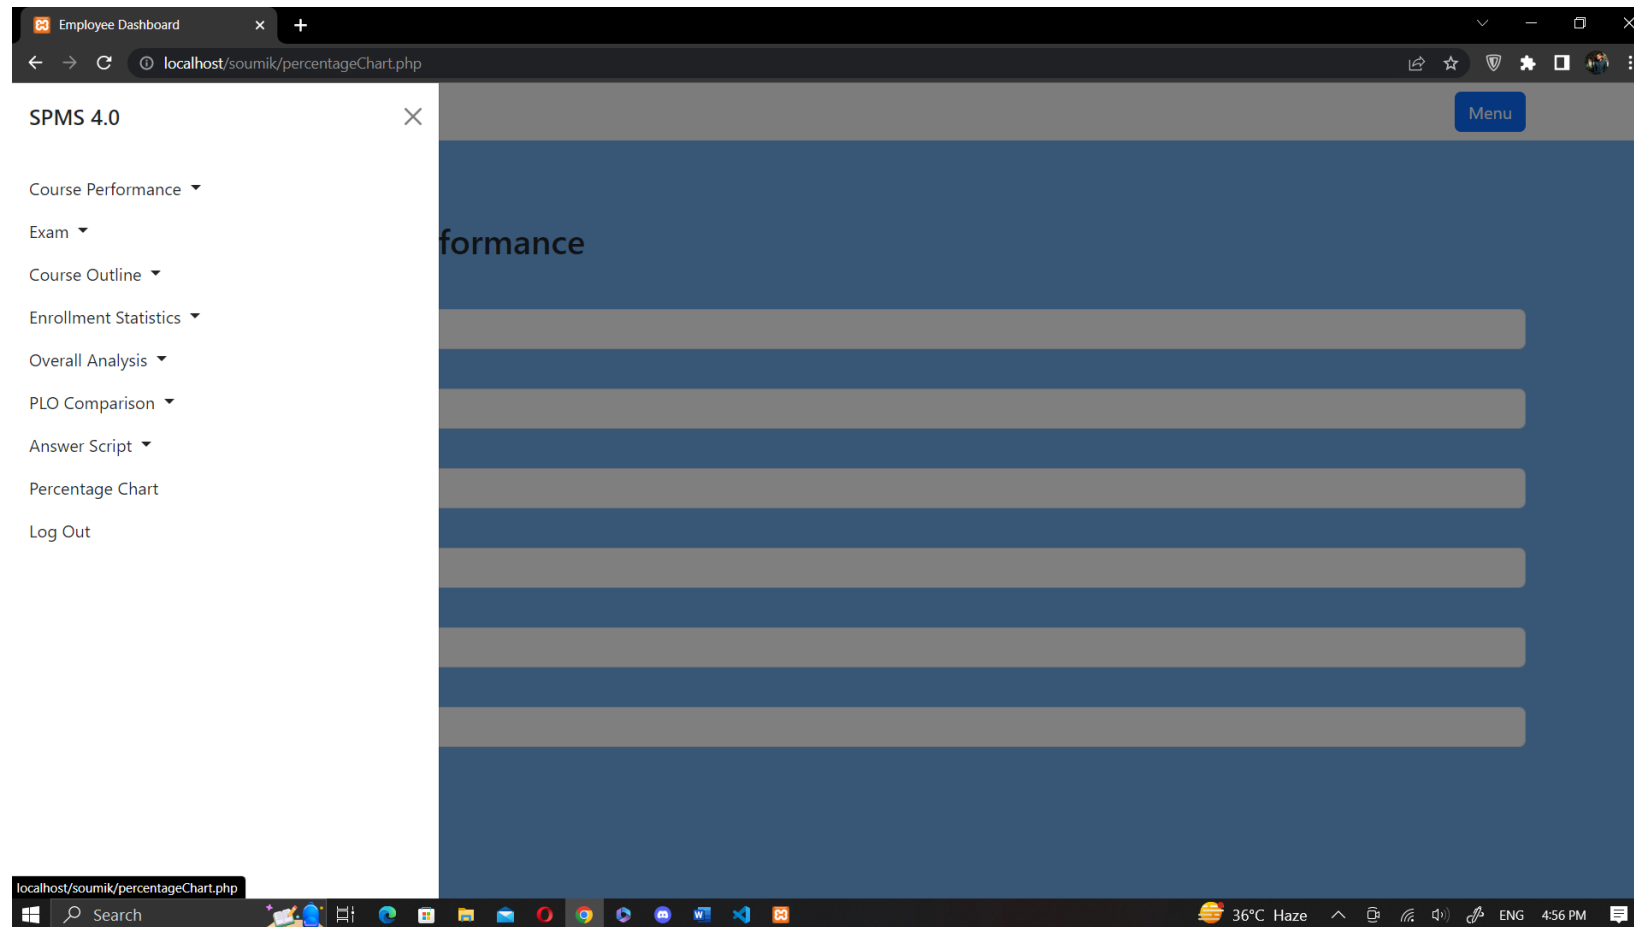 Employee Dashboard
localhost/soumik/percentageChart.php
SPMS 4.0
Menu
Course Performance
Exam
Course Outline
Enrollment Statistics
Overall Analysis
PLO Comparison
Answer Script
Percentage Chart
Log Out
formance
localhost/soumik/percentageChart.php
Search
36°C Haze
ENG
4:56 PM